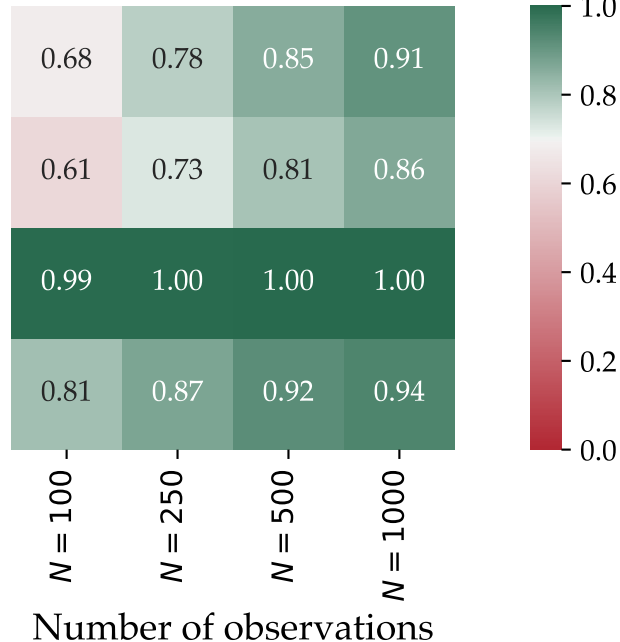 0.68 0.78 0.85 0.91
0.61 0.73 0.81 0.86
0.99 1.00 1.00 1.00
0.81 0.87 0.92 0.94
N = 100
N = 250
N = 500
N = 1000
Number of observations
1.0
0.8
0.6
0.4
0.2
0.0